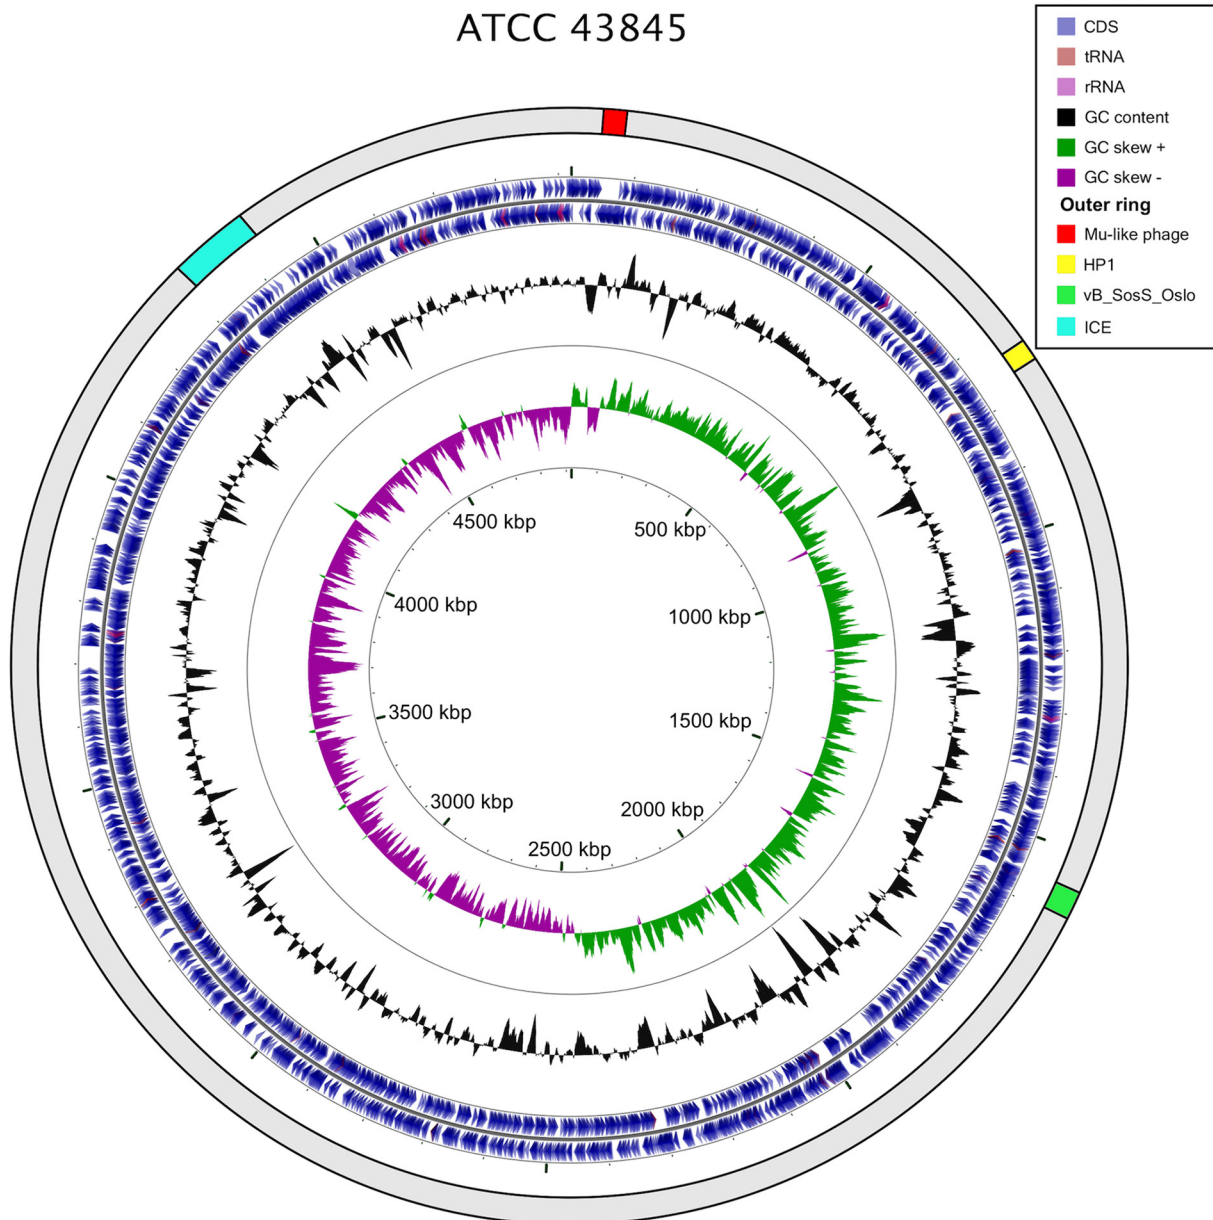 ATCC 43845
CDS
tRNA
rRNA
GC content
GC skew +
GC skew -
Outer ring
Mu-like phage
HP1
vB_SosS_Oslo
ICE
4500 kbp
500 kbp
4000 kbp
1000 kbp
3500 kbp
1500 kbp
3000 kbp
2000 kbp
2500 kbp